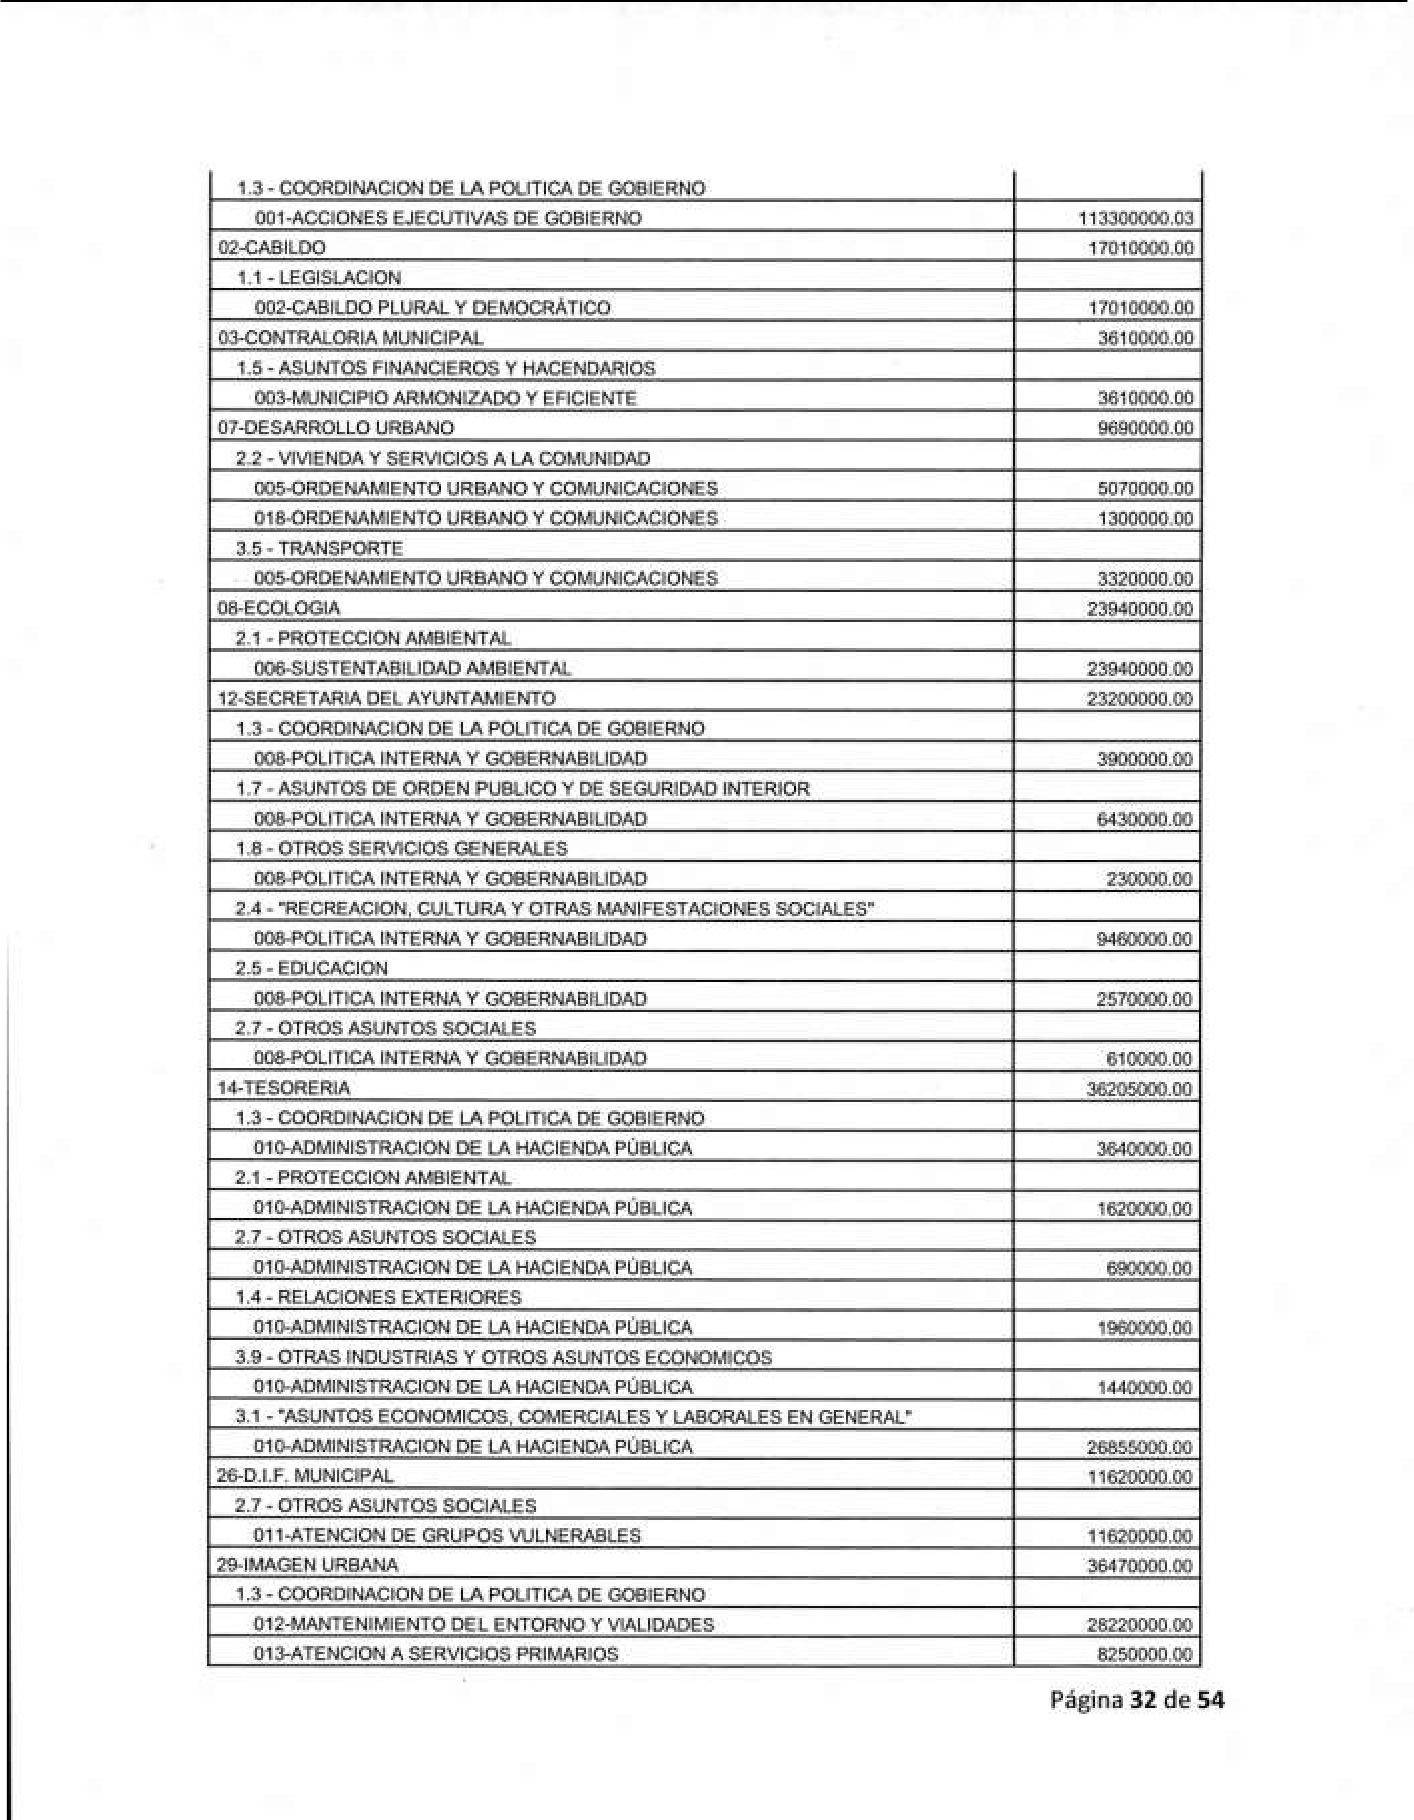 1.3 - COORDINACION DE LA POLITICA DE GOBIERNO
001-ACCIONES EJECUTIVAS DE GOBIERNO 113300000.03
02-CABILDO 17010000.00
1.1 - LEGISLACION
002-CABILDO PLURAL Y DEMOCRÁTICO 17010000.00
03-CONTRALORIA MUNICIPAL 3610000.00
1.5 - ASUNTOS FINANCIEROS Y HACENDARIOS
003-MUNICIPIO ARMONIZADO Y EFICIENTE 3610000.00
07-DESARROLLO URBANO 9690000.00
2.2 - VIVIENDA Y SERVICIOS A LA COMUNIDAD
005-ORDENAMIENTO URBANO Y COMUNICACIONES 5070000.00
018-ORDENAMIENTO URBANO Y COMUNICACIONES 1300000.00
3.5 - TRANSPORTE
005-ORDENAMIENTO URBANO Y COMUNICACIONES 3320000.00
08-ECOLOGIA 23940000.00
2.1 - PROTECCION AMBIENTAL
006-SUSTENTABILIDAD AMBIENTAL 23940000.00
12-SECRETARIA DEL AYUNTAMIENTO 23200000.00
1.3 - COORDINACION DE LA POLITICA DE GOBIERNO
008-POLITICA INTERNA Y GOBERNABILIDAD 3900000.00
1.7 - ASUNTOS DE ORDEN PUBLICO Y DE SEGURIDAD INTERIOR
008-POLITICA INTERNA Y GOBERNABILIDAD 6430000.00
1.8 - OTROS SERVICIOS GENERALES
008-POLITICA INTERNA Y GOBERNABILIDAD 230000.00
2.4 - "RECREACION, CULTURA Y OTRAS MANIFESTACIONES SOCIALES"
008-POLITICA INTERNA Y GOBERNABILIDAD 9460000.00
2.5 - EDUCACION
008-POLITICA INTERNA Y GOBERNABILIDAD 2570000.00
2.7 - OTROS ASUNTOS SOCIALES
008-POLITICA INTERNA Y GOBERNABILIDAD 610000.00
14-TESORERIA 36205000.00
1.3 - COORDINACION DE LA POLITICA DE GOBIERNO
010-ADMINISTRACION DE LA HACIENDA PÚBLICA 3640000.00
2.1 - PROTECCION AMBIENTAL
010-ADMINISTRACION DE LA HACIENDA PÚBLICA 1620000.00
2.7 - OTROS ASUNTOS SOCIALES
010-ADMINISTRACION DE LA HACIENDA PÚBLICA 690000.00
1.4 - RELACIONES EXTERIORES
010-ADMINISTRACION DE LA HACIENDA PÚBLICA 1960000.00
3.9 - OTRAS INDUSTRIAS Y OTROS ASUNTOS ECONOMICOS
010-ADMINISTRACION DE LA HACIENDA PÚBLICA 1440000.00
3.1 - "ASUNTOS ECONOMICOS, COMERCIALES Y LABORALES EN GENERAL"
010-ADMINISTRACION DE LA HACIENDA PÚBLICA 26855000.00
26-D.I.F. MUNICIPAL 11620000.00
2.7 - OTROS ASUNTOS SOCIALES
011-ATENCION DE GRUPOS VULNERABLES 11620000.00
29-IMAGEN URBANA 36470000.00
1.3 - COORDINACION DE LA POLITICA DE GOBIERNO
012-MANTENIMIENTO DEL ENTORNO Y VIALIDADES 28220000.00
013-ATENCION A SERVICIOS PRIMARIOS 8250000.00
Página 32 de 54